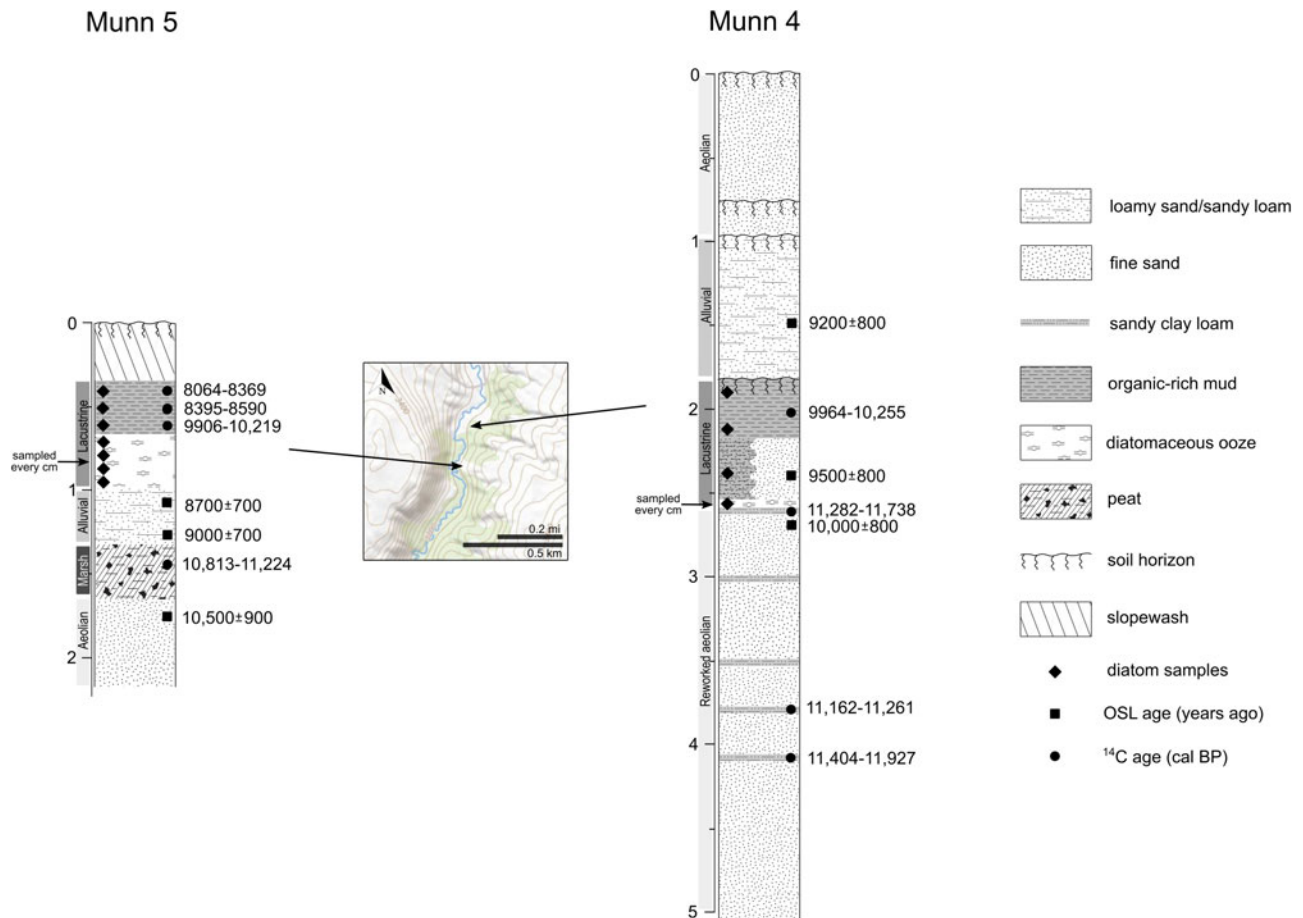 Munn 5
0
1
2
Lacustrine
Alluvial
Marsh
Aeolian
sampled
every cm
8064-8369
8395-8590
9906-10,219
8700±700
9000±700
10,813-11,224
10,500±900
N
0.2 mi
0.5 km
Munn 4
0
1
2
3
4
5
Aeolian
Alluvial
Lacustrine
Reworked aeolian
sampled
every cm
9200±800
9964-10,255
9500±800
11,282-11,738
10,000±800
11,162-11,261
11,404-11,927
loamy sand/sandy loam
fine sand
sandy clay loam
organic-rich mud
diatomaceous ooze
peat
soil horizon
slopewash
diatom samples
OSL age (years ago)
¹⁴C age (cal BP)